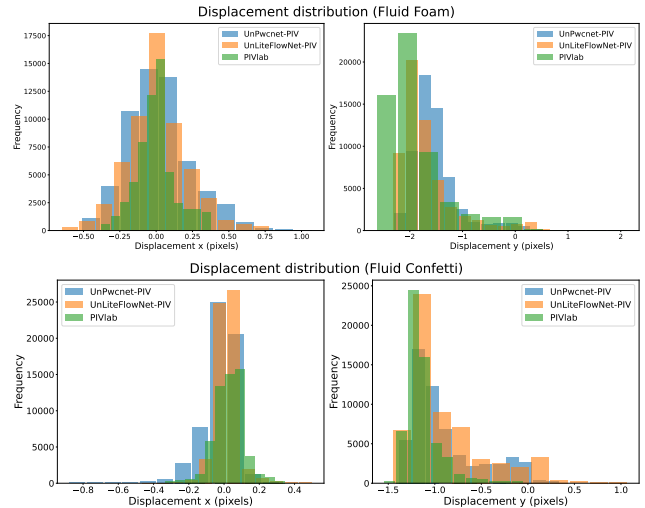 Displacement distribution (Fluid Foam)
Frequency
17500
15000
12500
10000
7500
5000
2500
0
UnPwcnet-PIV
UnLiteFlowNet-PIV
PIVlab
−0.50 −0.25 0.00 0.25 0.50 0.75 1.00
Displacement x (pixels)
Frequency
20000
15000
10000
5000
0
UnPwcnet-PIV
UnLiteFlowNet-PIV
PIVlab
−2 −1 0 1 2
Displacement y (pixels)
Displacement distribution (Fluid Confetti)
Frequency
25000
20000
15000
10000
5000
0
UnPwcnet-PIV
UnLiteFlowNet-PIV
PIVlab
−0.8 −0.6 −0.4 −0.2 0.0 0.2 0.4
Displacement x (pixels)
Frequency
25000
20000
15000
10000
5000
0
UnPwcnet-PIV
UnLiteFlowNet-PIV
PIVlab
−1.5 −1.0 −0.5 0.0 0.5 1.0
Displacement y (pixels)